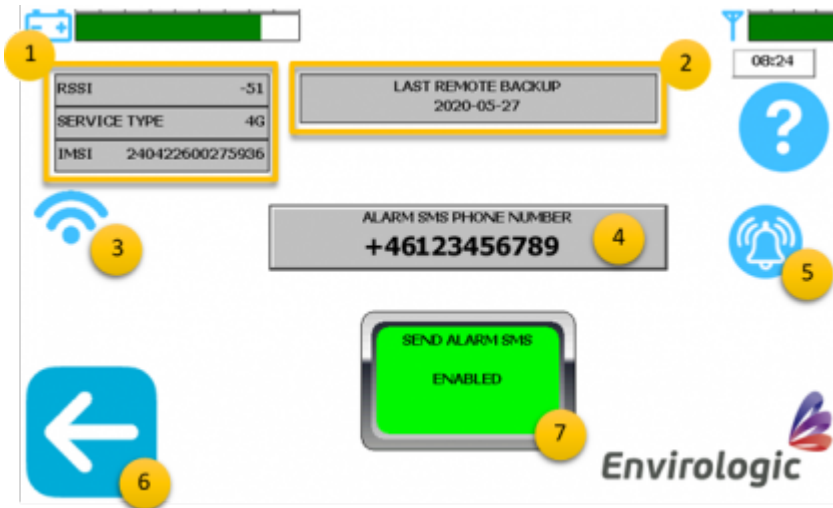 1
2
08:24
RSSI -51
SERVICE TYPE 4G
IMSI 240422600275936
LAST REMOTE BACKUP
2020-05-27
?
3
ALARM SMS PHONE NUMBER
+46123456789
4
5
SEND ALARM SMS
ENABLED
7
6
Envirologic